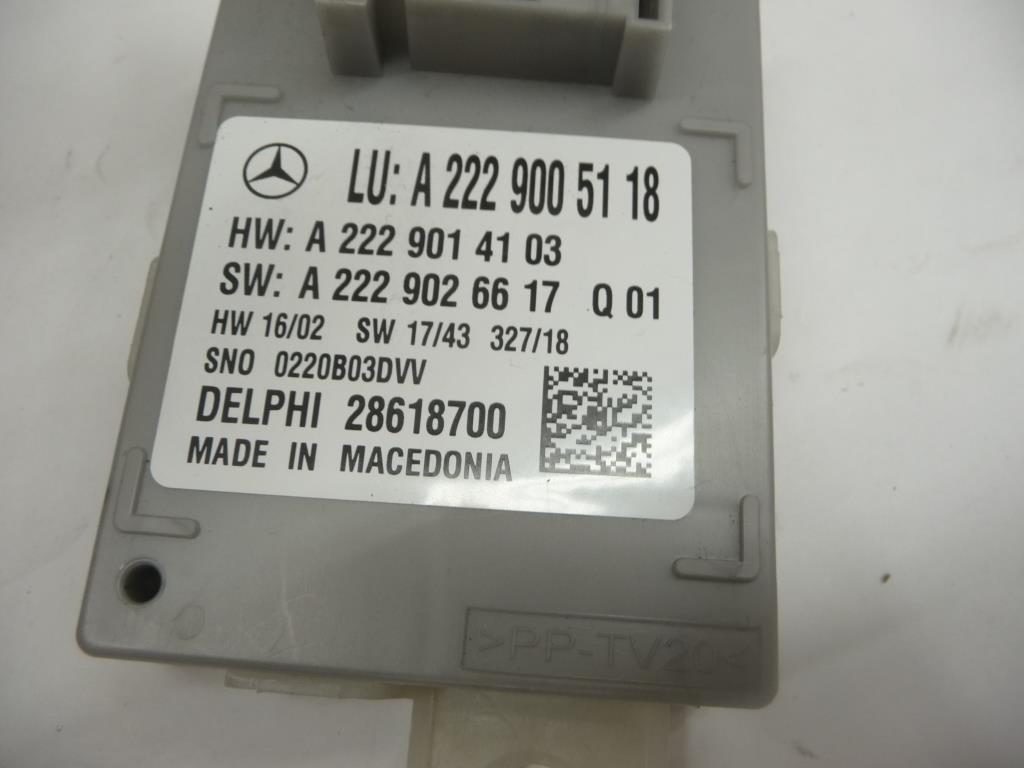 LU: A 222 900 51 18
HW: A 222 901 41 03
SW: A 222 902 66 17 Q 01
HW 16/02 SW 17/43 327/18
SNO 0220B03DVV
DELPHI 28618700
MADE IN MACEDONIA
>PP-TV20<